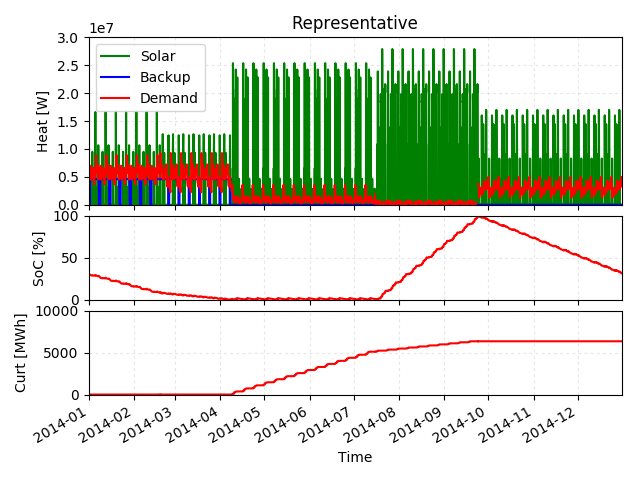 Representative
1e7
3.0
2.5
2.0
1.5
1.0
0.5
0.0
Heat [W]
Solar
Backup
Demand
100
50
0
SoC [%]
10000
5000
0
Curt [MWh]
2014-01
2014-02
2014-03
2014-04
2014-05
2014-06
2014-07
2014-08
2014-09
2014-10
2014-11
2014-12
Time